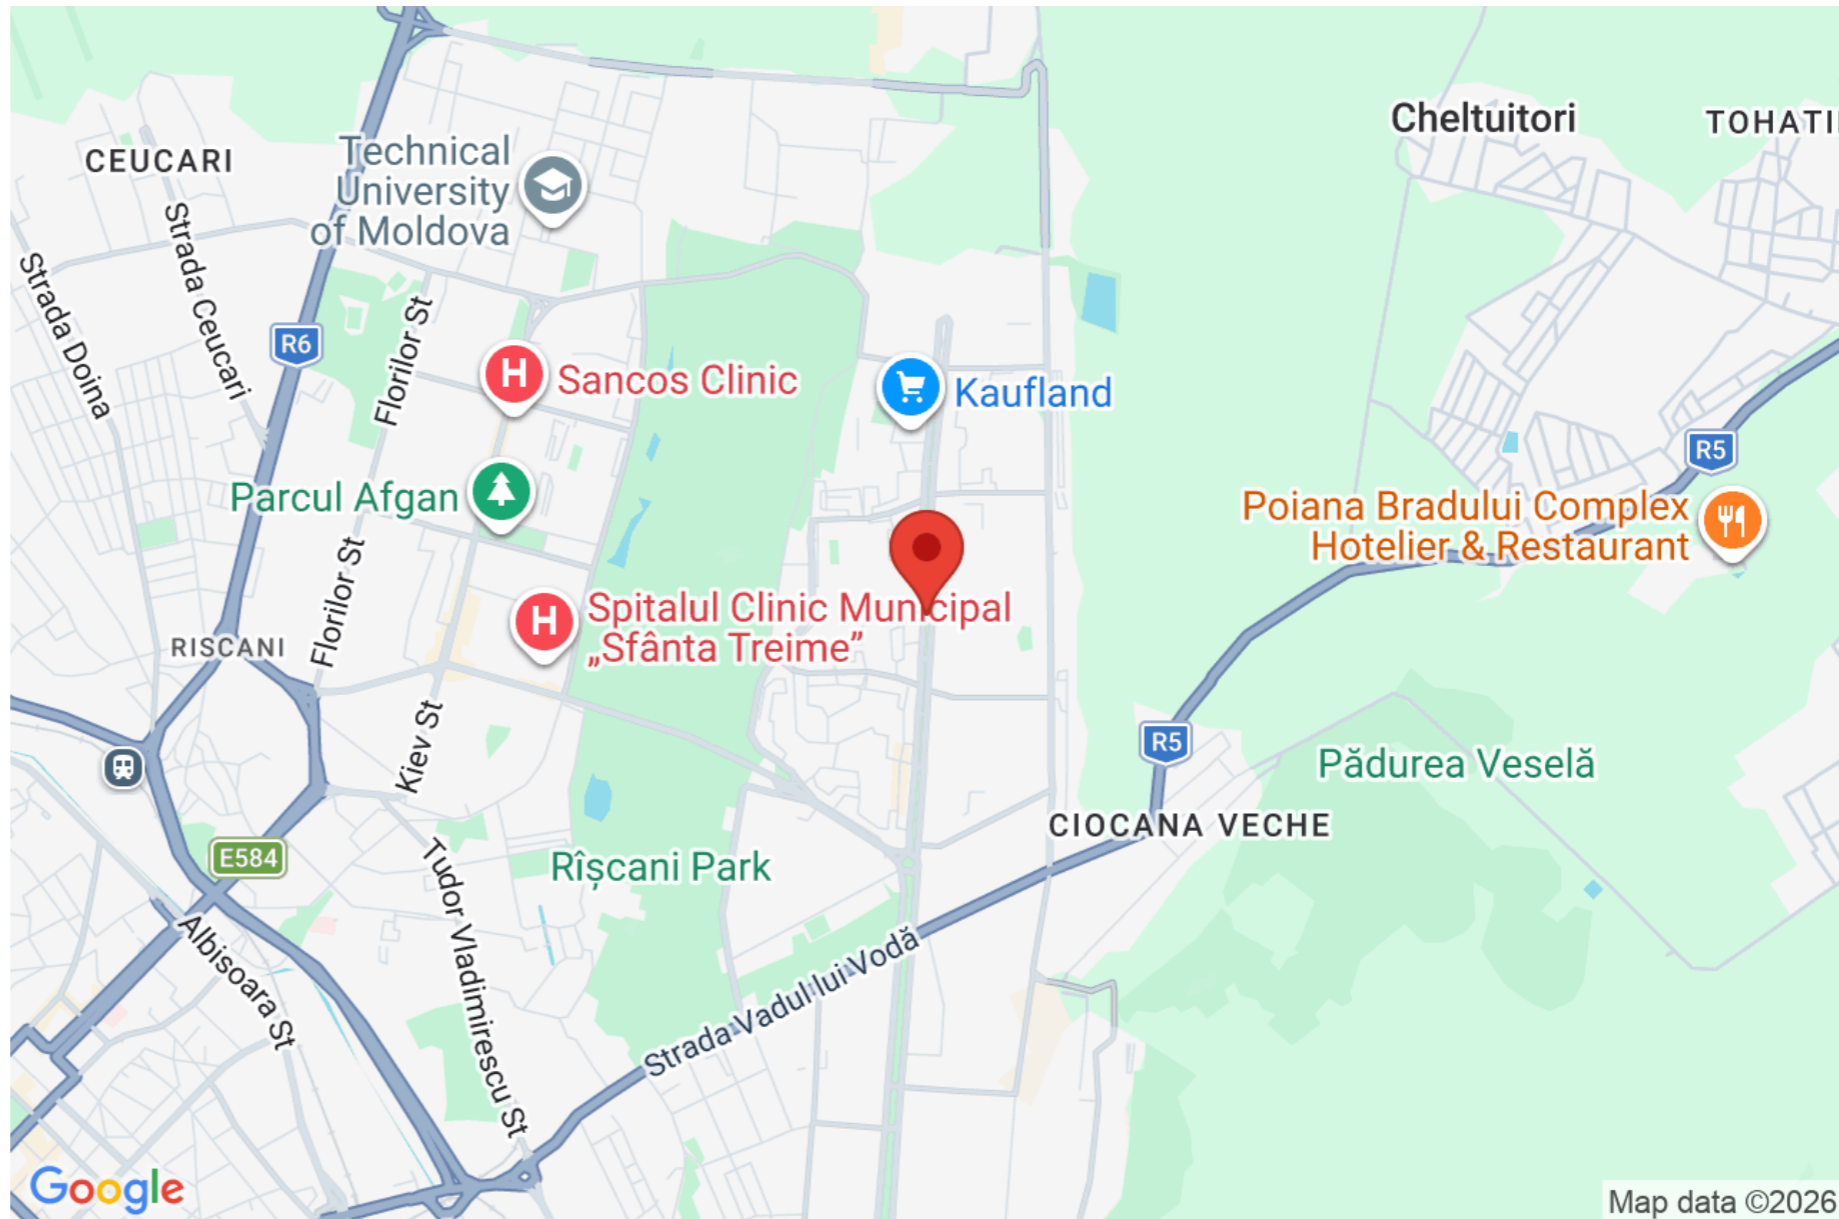 Cheltuitori
TOHATI
CEUCARI
Technical
University
of Moldova
Strada Ceucari
Strada Doina
Florilor St
R6
H
Sancos Clinic
Kaufland
R5
Parcul Afgan
Poiana Bradului Complex
Hotelier & Restaurant
Florilor St
H
Spitalul Clinic Municipal
„Sfânta Treime”
RISCANI
Kiev St
R5
Pădurea Veselă
CIOCANA VECHE
E584
Rîșcani Park
Tudor Vladimirescu St
Albisoara St
Strada Vadul lui Vodă
Google
Map data ©2026